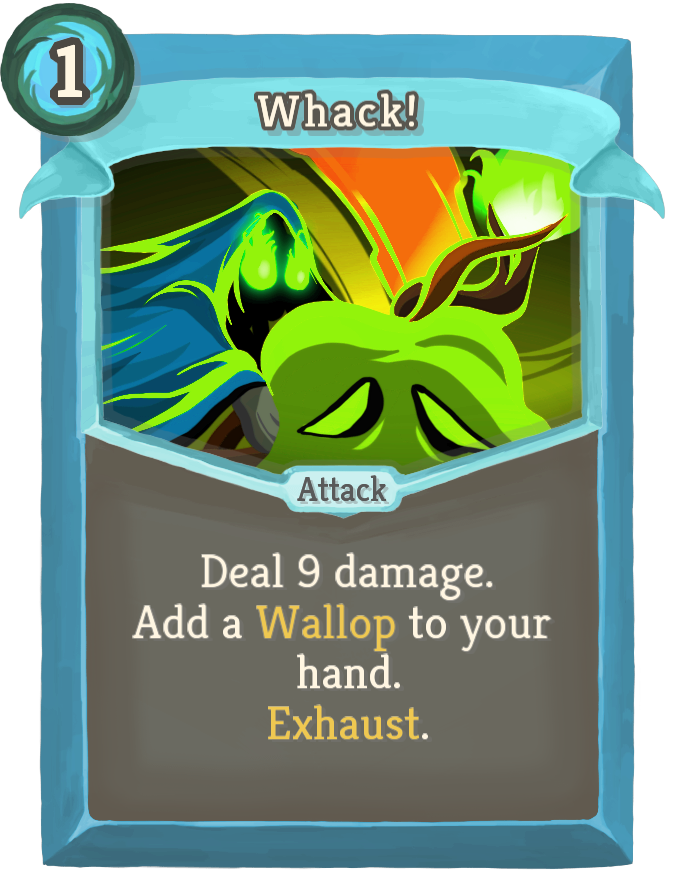 1
Whack!
Attack
Deal 9 damage.
Add a Wallop to your
hand.
Exhaust.